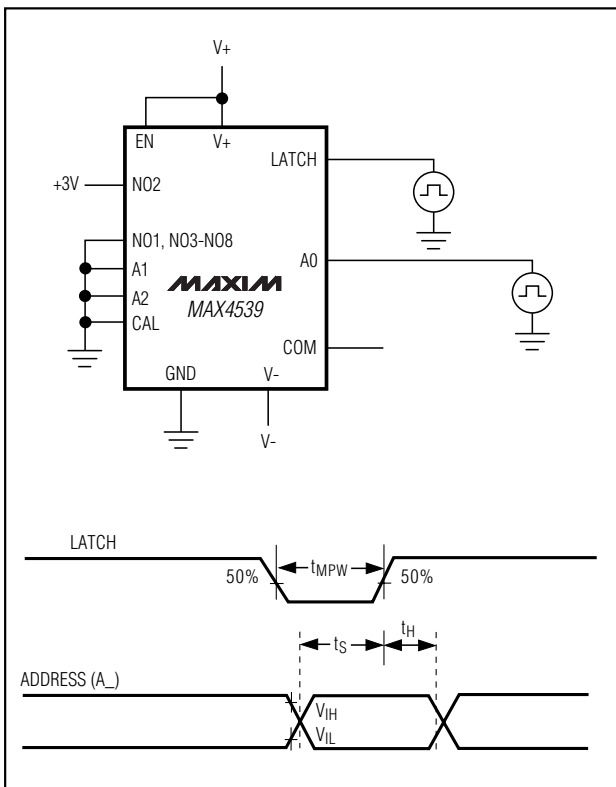 V+
EN
V+
LATCH
+3V
NO2
NO1, NO3-NO8
A0
A1
MAXIM
A2
MAX4539
CAL
COM
GND
V-
V-
LATCH
50%
tMPW
50%
tS
tH
ADDRESS (A_)
VIH
VIL